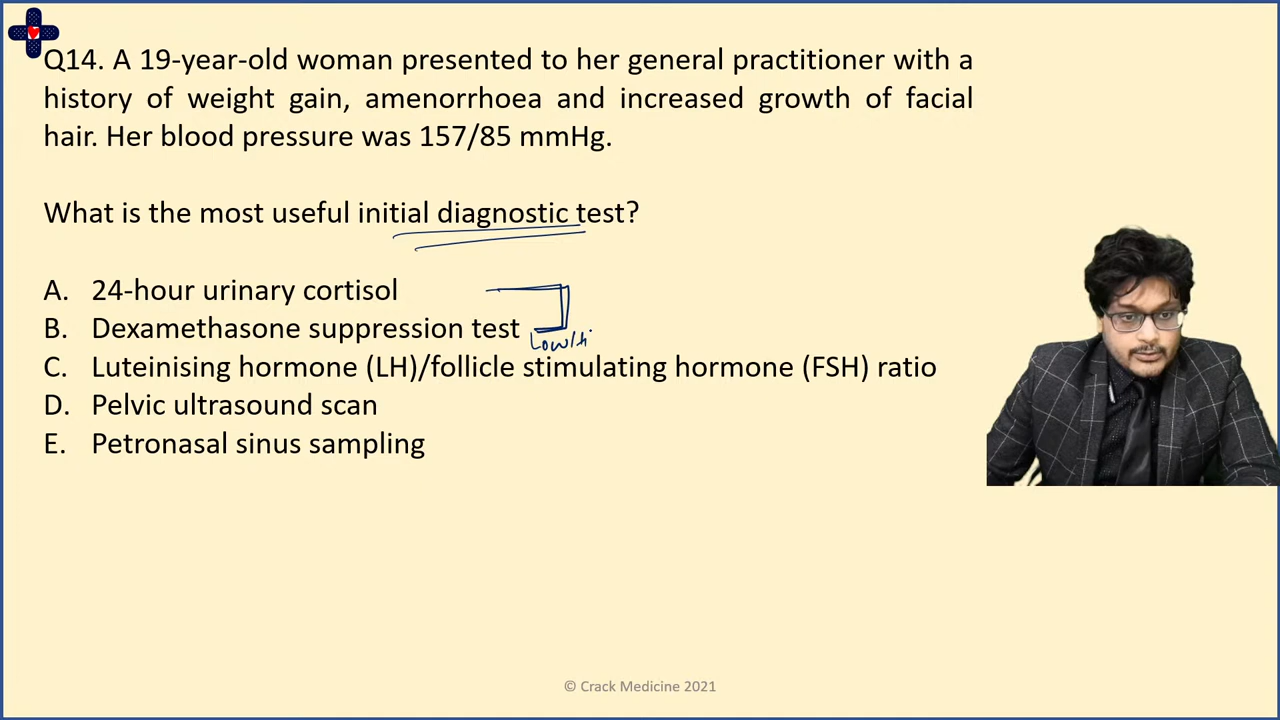 Q14. A 19-year-old woman presented to her general practitioner with a
history of weight gain, amenorrhoea and increased growth of facial
hair. Her blood pressure was 157/85 mmHg.
What is the most useful initial diagnostic test?
A. 24-hour urinary cortisol
B. Dexamethasone suppression test
Low/
C. Luteinising hormone (LH)/follicle stimulating hormone (FSH) ratio
D. Pelvic ultrasound scan
E. Petronasal sinus sampling
© Crack Medicine 2021